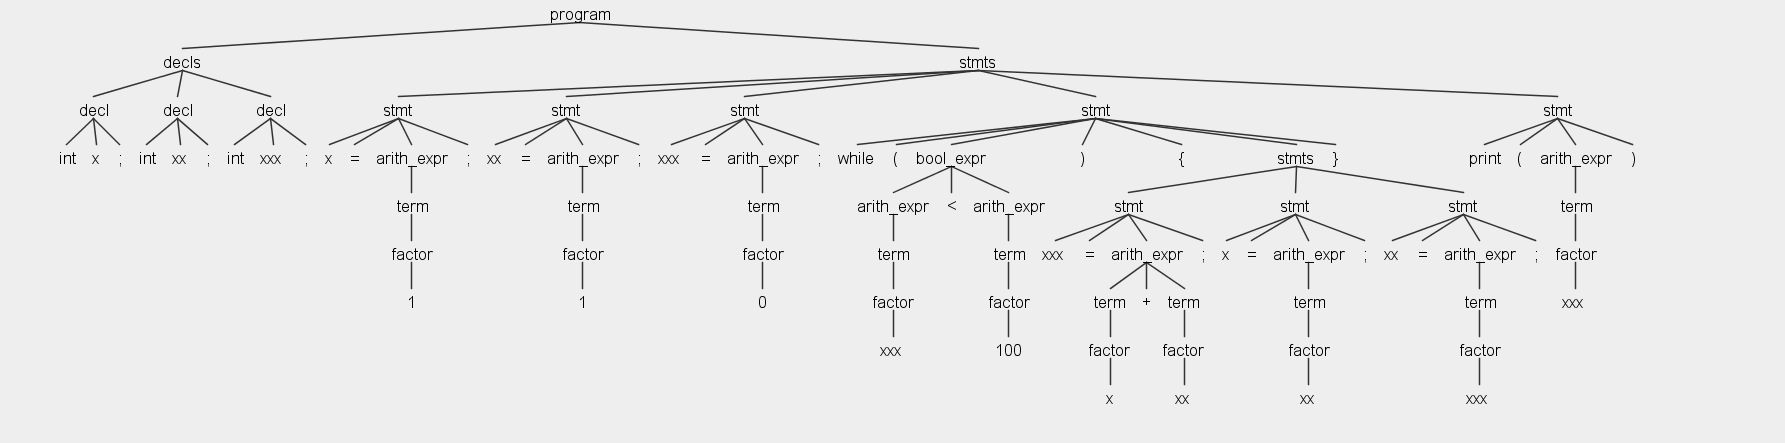 program
decls stmts
decl decl decl stmt stmt stmt stmt stmt
int x ; int xx ; int xxx ; x = arith_expr ; xx = arith_expr ; xxx = arith_expr ; while ( bool_expr ) { stmts } print ( arith_expr )
term term term arith_expr < arith_expr stmt stmt stmt term
factor factor factor term term xxx = arith_expr ; x = arith_expr ; xx = arith_expr ; factor
1 1 0 factor factor term + term term term xxx
xxx 100 factor factor factor factor
x xx xx xxx